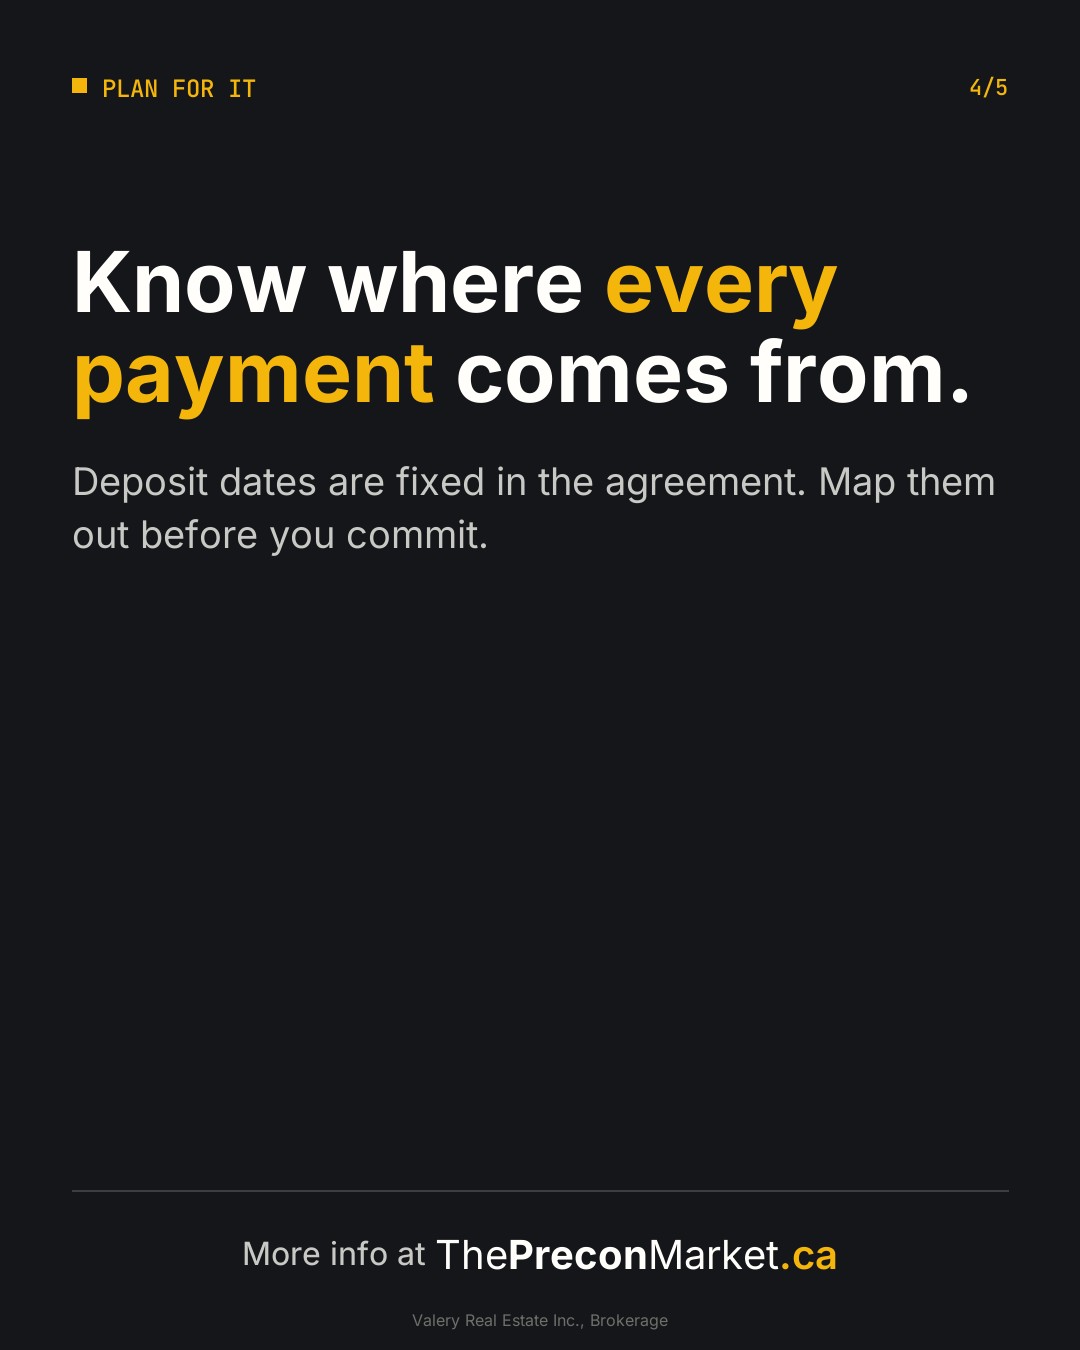 PLAN FOR IT
4/5
Know where every
payment comes from.
Deposit dates are fixed in the agreement. Map them
out before you commit.
More info at ThePreconMarket.ca
Valery Real Estate Inc., Brokerage